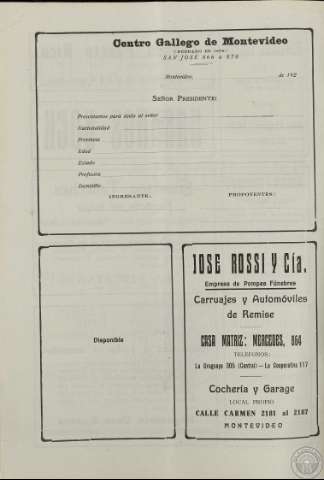 Centro Gallego de Montevideo
SAN JOSE 866 a 870
Montevideo, de 192
SEÑOR PRESIDENTE:
Presentamos para socio al señor
Nacionalidad
Provincia
Edad
Estado
Profesión
Domicilio
INGRESANTE: PROPONENTES:
Disponible
JOSE ROSSI Y Cía.
Empresa de Pompas Fúnebres
Carruajes y Automóviles
de Remise
CASA MATRIZ: MERCEDES, 864
TELEFONOS:
La Uruguaya 305 (Central) — La Cooperativa 117
Cochería y Garage
LOCAL PROPIO
CALLE CARMEN 2181 al 2187
MONTEVIDEO